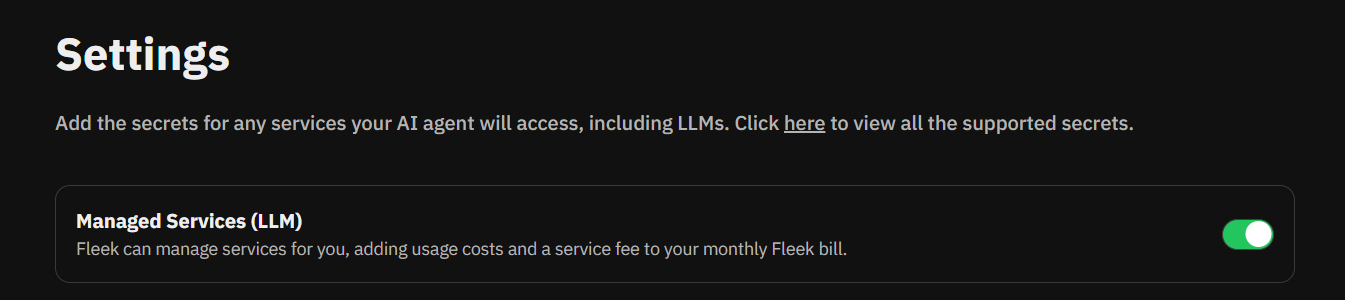 Settings
Add the secrets for any services your AI agent will access, including LLMs. Click here to view all the supported secrets.
Managed Services (LLM)
Fleek can manage services for you, adding usage costs and a service fee to your monthly Fleek bill.